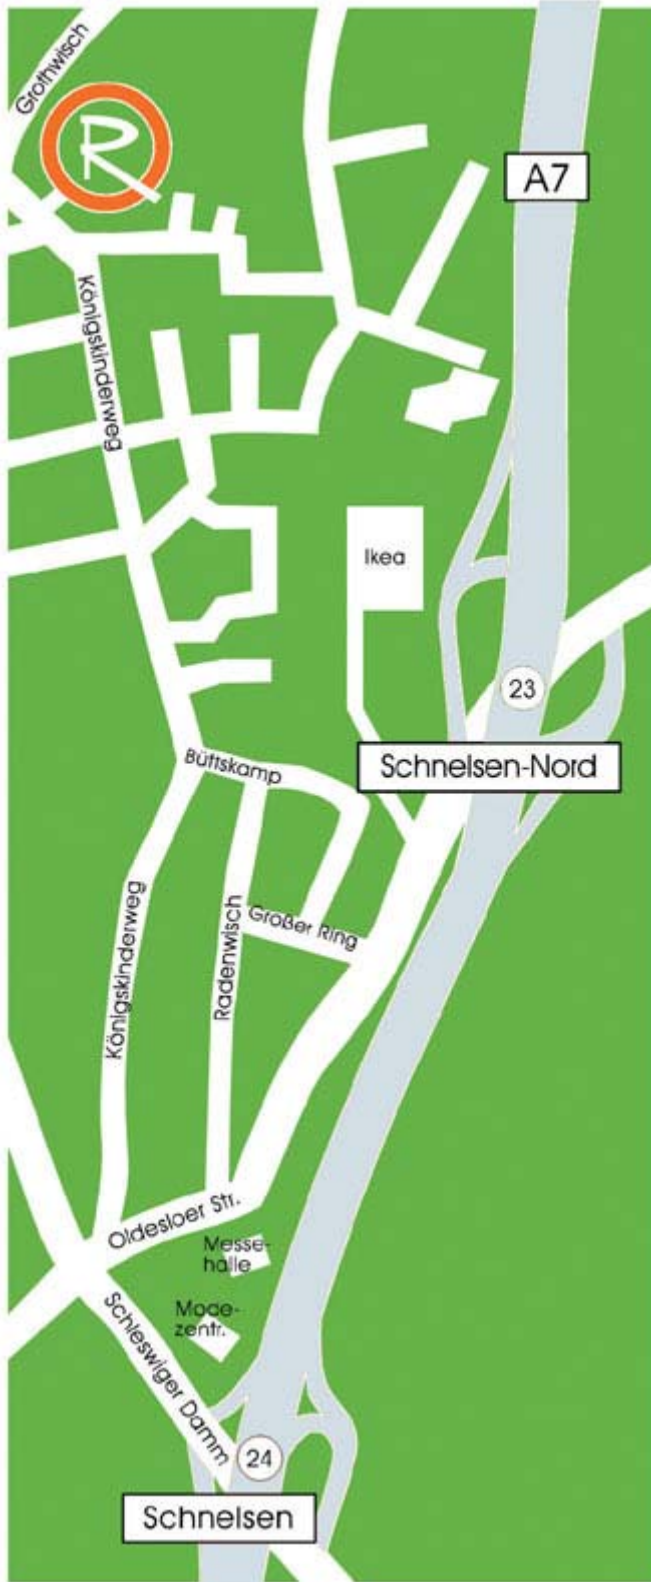 Grothwisch
R
A7
Königskinderweg
Ikea
23
Schnelsen-Nord
Büttskamp
Königskinderweg
Radenwisch
Großer Ring
Oldesloer Str.
Messe-
halle
Mode-
zentr.
Schleswiger Damm
24
Schnelsen